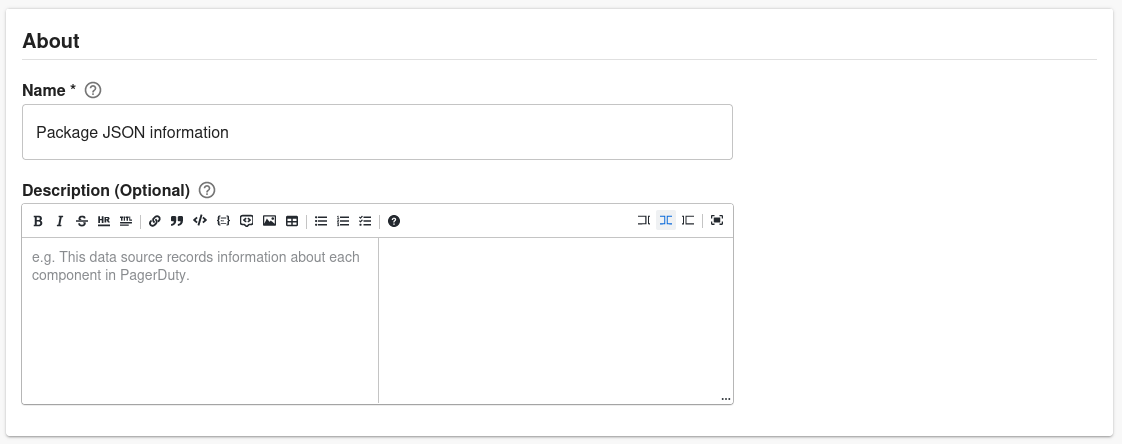 About
Name *
Package JSON information
Description (Optional)
B I S HR
e.g. This data source records information about each
component in PagerDuty.